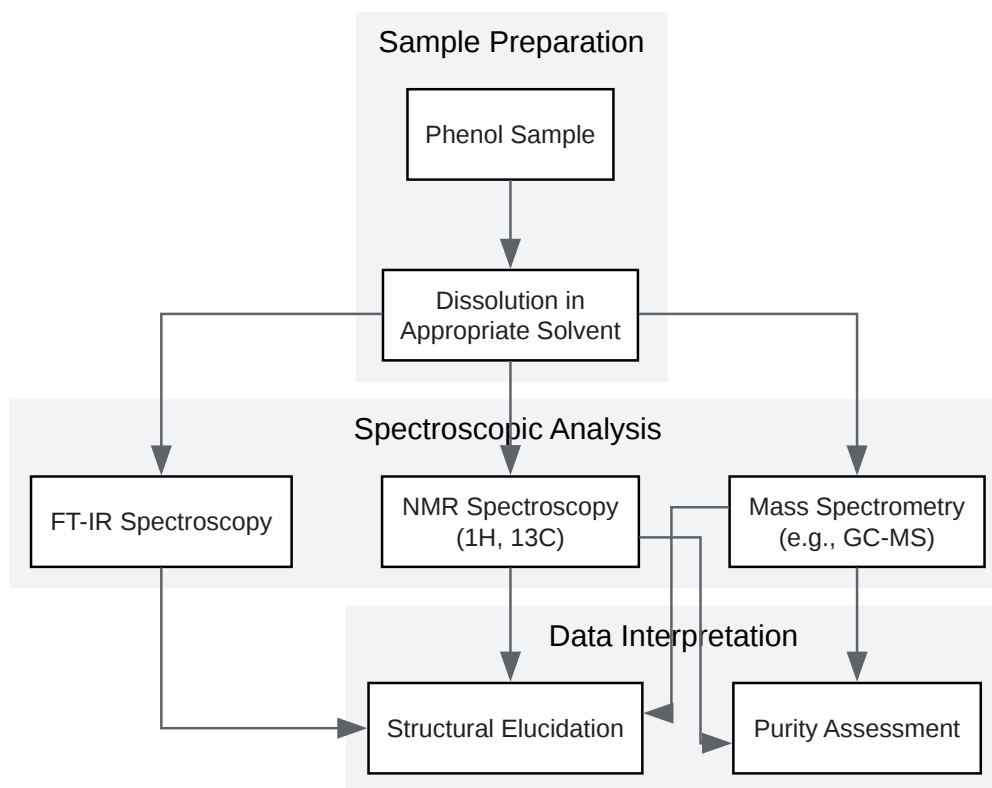 Sample Preparation
Phenol Sample
Dissolution in
Appropriate Solvent
Spectroscopic Analysis
FT-IR Spectroscopy
NMR Spectroscopy
(1H, 13C)
Mass Spectrometry
(e.g., GC-MS)
Data Interpretation
Structural Elucidation
Purity Assessment